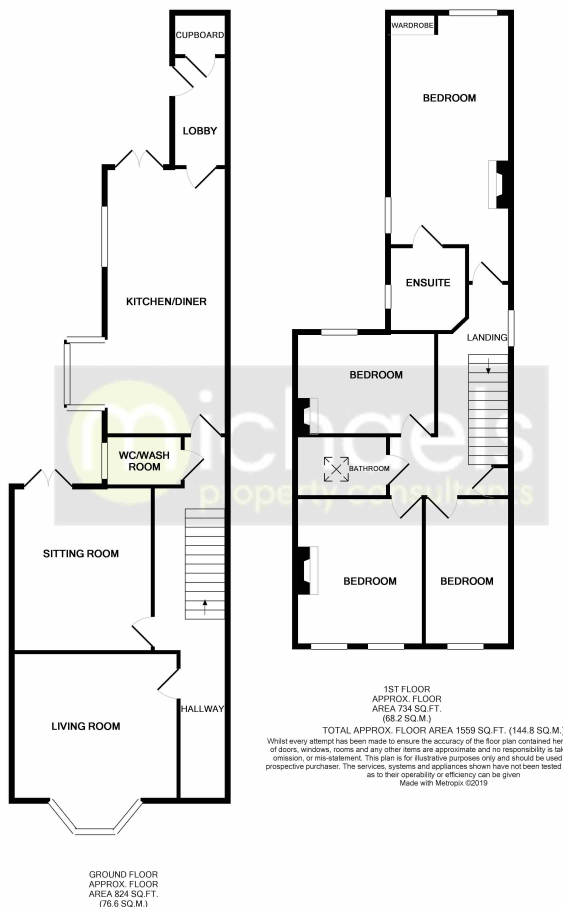 CUPBOARD
LOBBY
KITCHEN/DINER
WC/WASH
ROOM
SITTING ROOM
LIVING ROOM
HALLWAY
GROUND FLOOR
APPROX. FLOOR
AREA 824 SQ.FT.
(76.6 SQ.M.)
WARDROBE
BEDROOM
ENSUITE
LANDING
BEDROOM
BATHROOM
BEDROOM
BEDROOM
michaels
property consultants
1ST FLOOR
APPROX. FLOOR
AREA 734 SQ.FT.
(68.2 SQ.M.)
TOTAL APPROX. FLOOR AREA 1559 SQ.FT. (144.8 SQ.M.)
Whilst every attempt has been made to ensure the accuracy of the floor plan contained her
of doors, windows, rooms and any other items are approximate and no responsibility is tak
omission, or mis-statement. This plan is for illustrative purposes only and should be used
prospective purchaser. The services, systems and appliances shown have not been tested
as to their operability or efficiency can be given
Made with Metropix ©2019